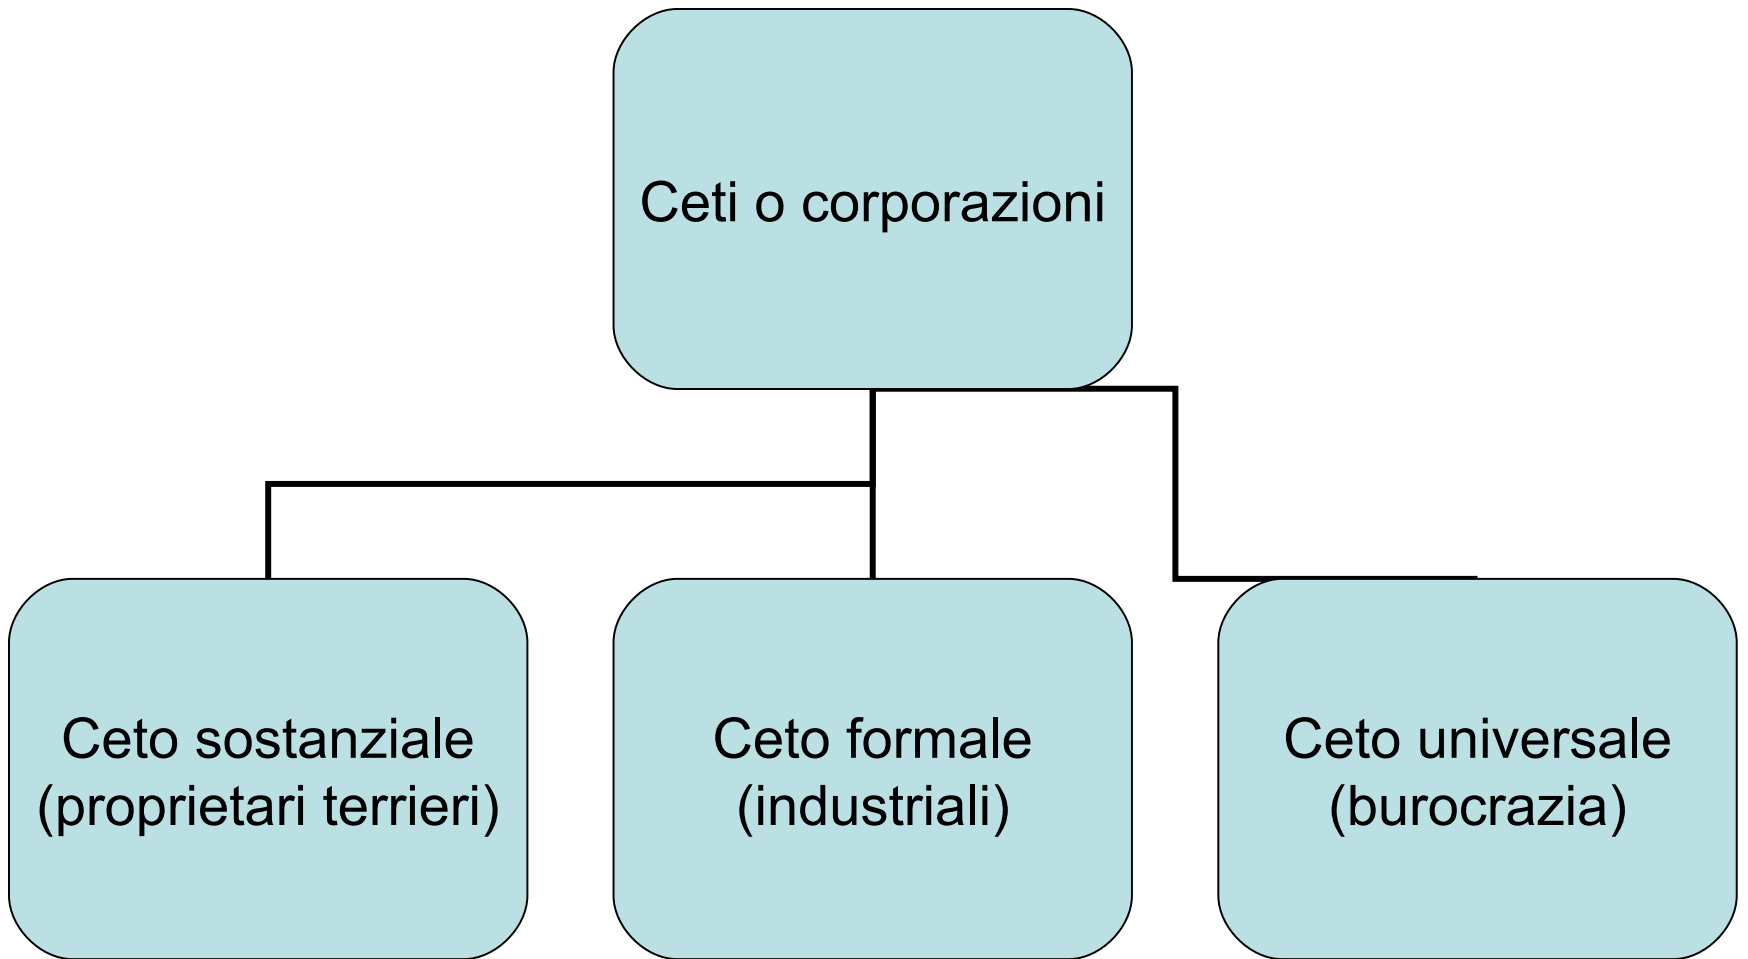 Ceti o corporazioni
Ceto sostanziale
(proprietari terrieri)
Ceto formale
(industriali)
Ceto universale
(burocrazia)